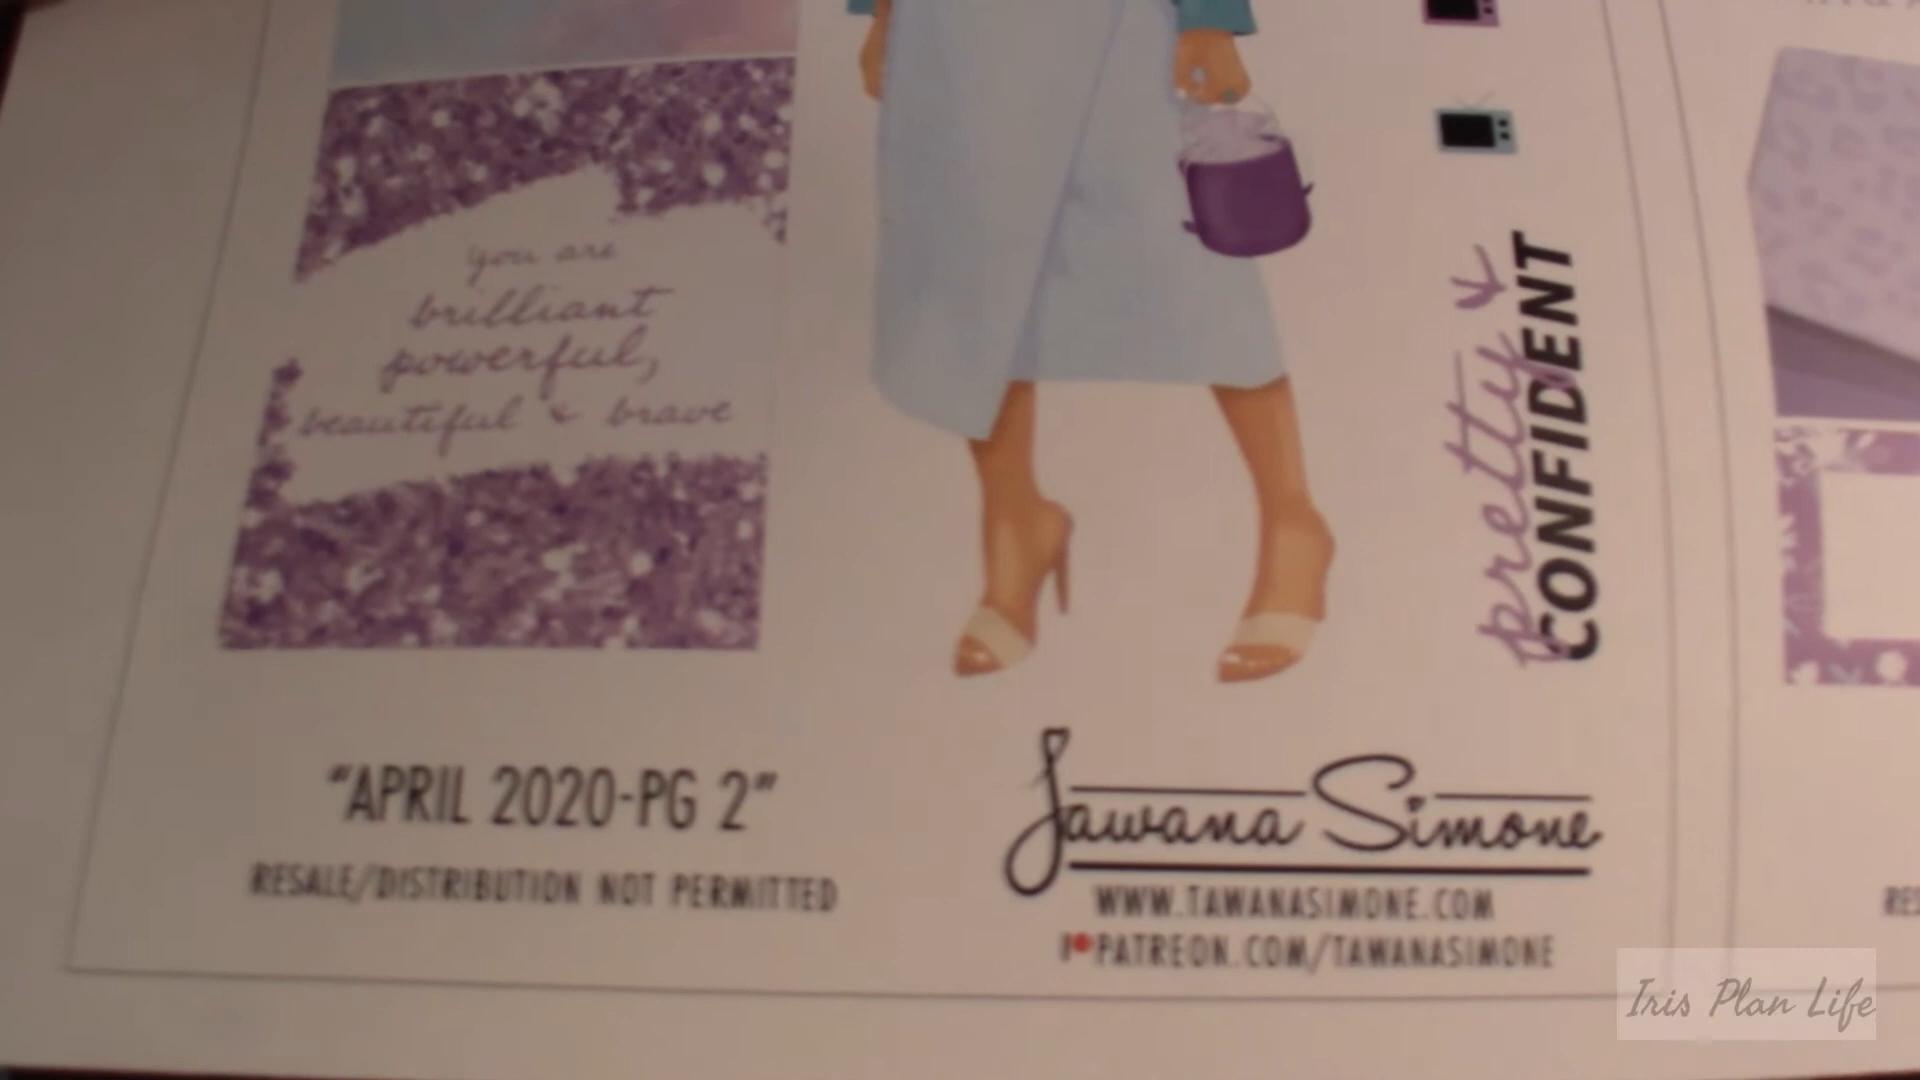 you are
brilliant
powerful,
beautiful & brave
pretty &
CONFIDENT
"APRIL 2020-PG 2"
RESALE/DISTRIBUTION NOT PERMITTED
Tawana Simone
WWW.TAWANASIMONE.COM
PATREON.COM/TAWANASIMONE
RES
Iris Plan Life